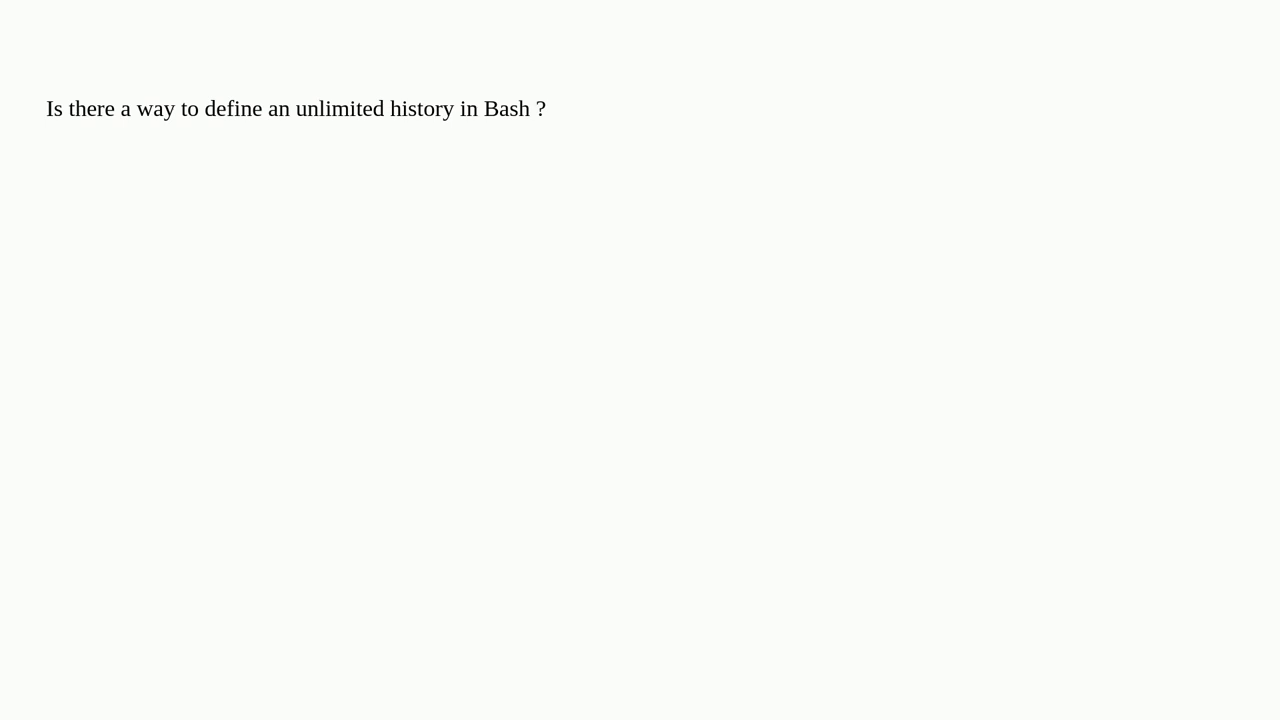 Is there a way to define an unlimited history in Bash ?